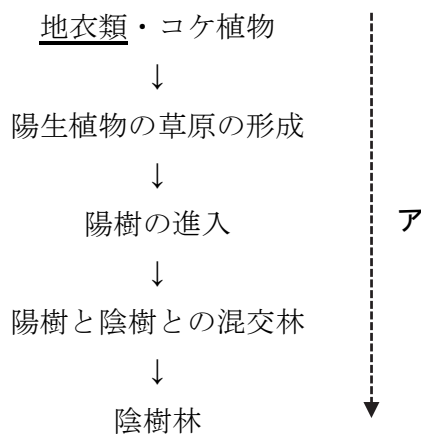 地衣類・コケ植物
↓
陽生植物の草原の形成
↓
陽樹の進入
ア
↓
陽樹と陰樹との混交林
↓
陰樹林